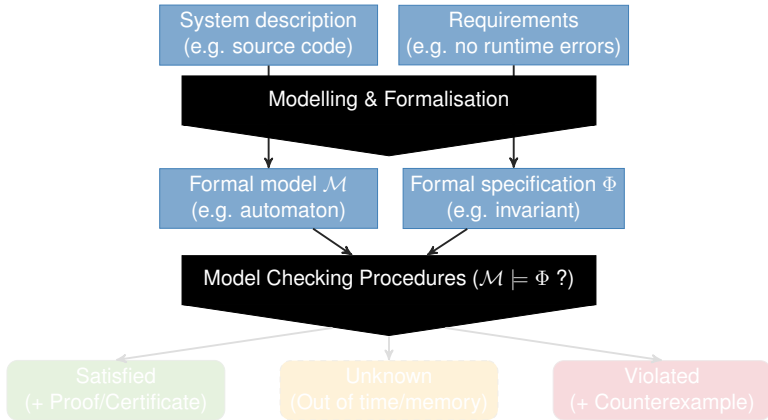 System description
(e.g. source code)
Requirements
(e.g. no runtime errors)
Modelling & Formalisation
Formal model ℳ
(e.g. automaton)
Formal specification Φ
(e.g. invariant)
Model Checking Procedures (ℳ ⊨ Φ ?)
Satisfied
(+ Proof/Certificate)
Unknown
(Out of time/memory)
Violated
(+ Counterexample)